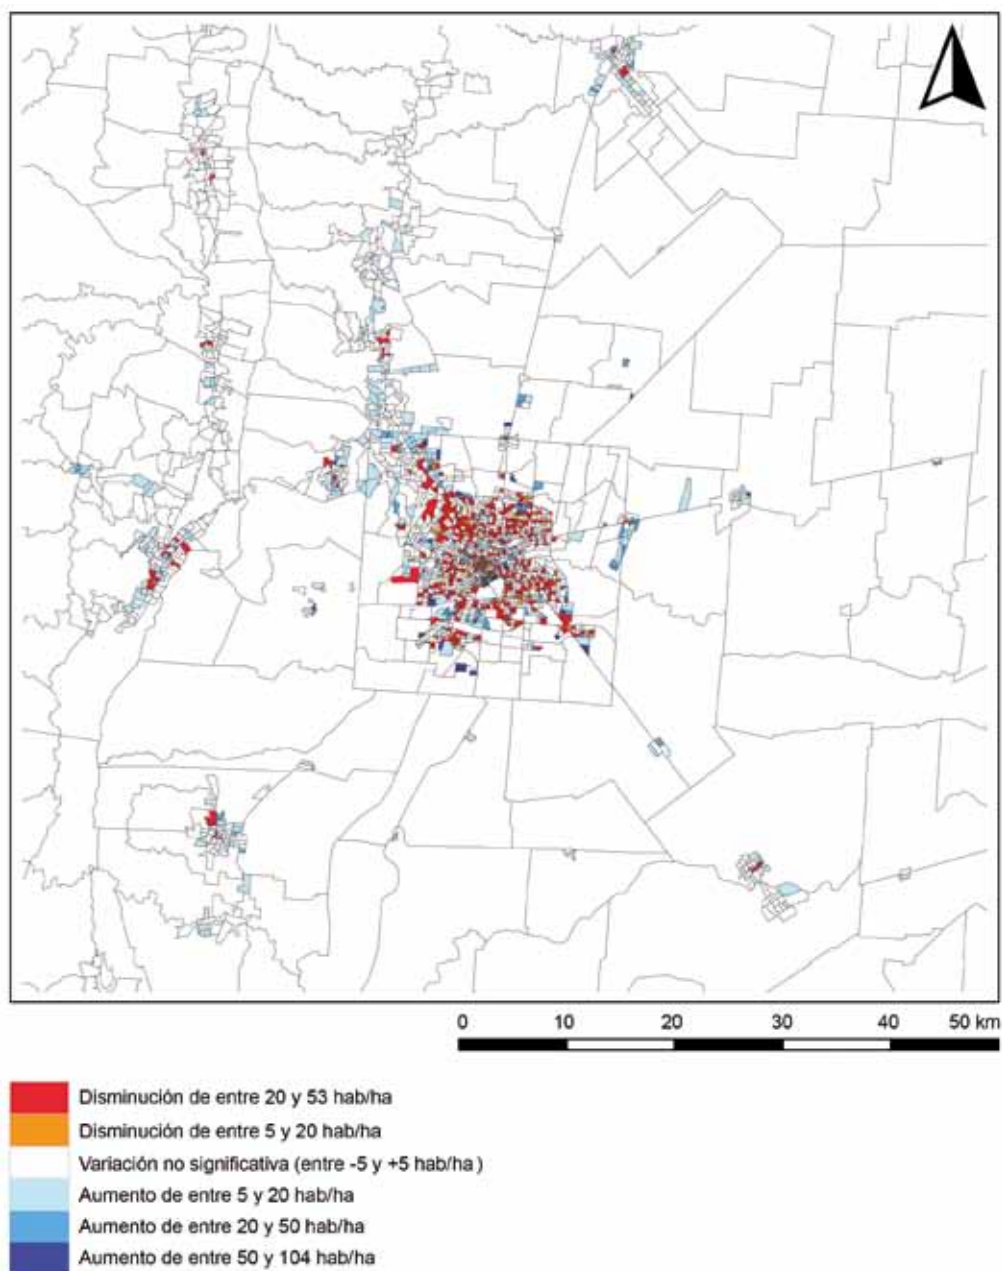 0 10 20 30 40 50 km
Disminución de entre 20 y 53 hab/ha
Disminución de entre 5 y 20 hab/ha
Variación no significativa (entre -5 y +5 hab/ha )
Aumento de entre 5 y 20 hab/ha
Aumento de entre 20 y 50 hab/ha
Aumento de entre 50 y 104 hab/ha